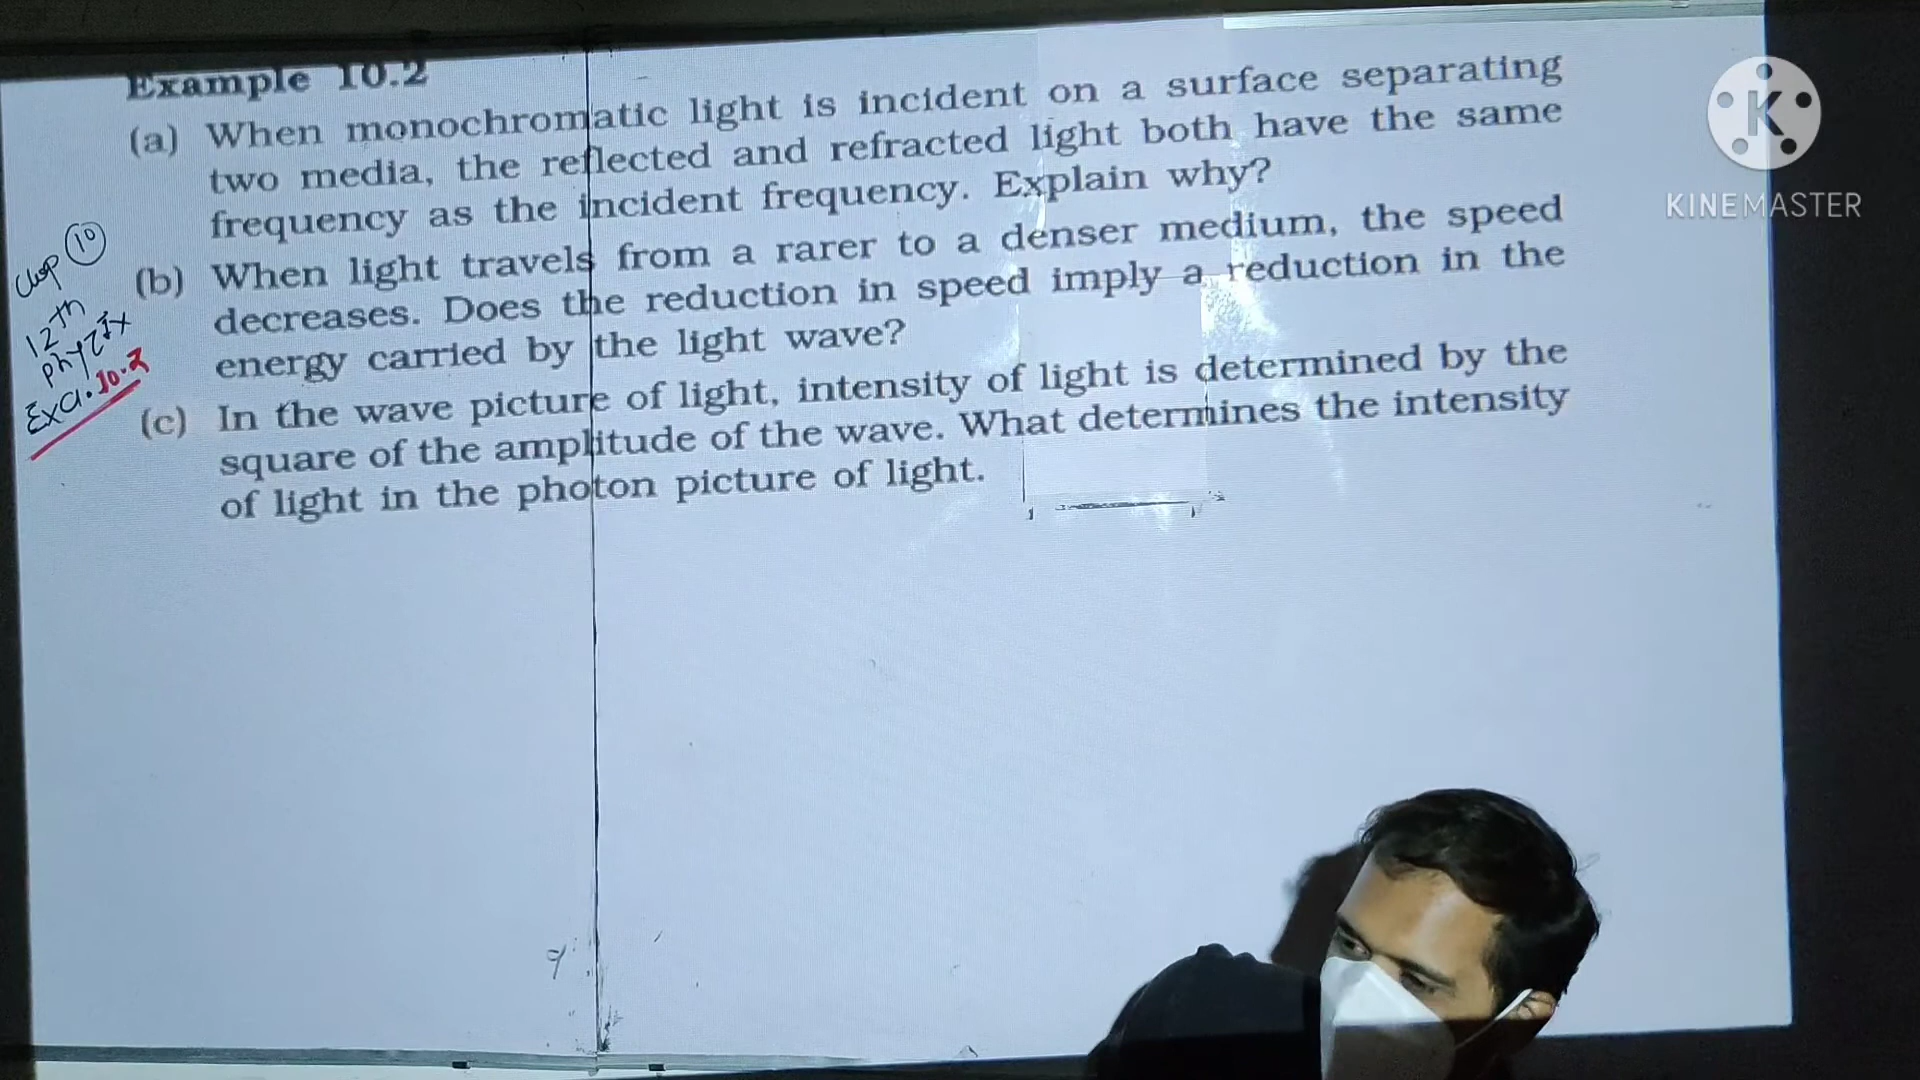 Example 10.2
(a) When monochromatic light is incident on a surface separating
two media, the reflected and refracted light both have the same
frequency as the incident frequency. Explain why?
(b) When light travels from a rarer to a denser medium, the speed
decreases. Does the reduction in speed imply a reduction in the
energy carried by the light wave?
(c) In the wave picture of light, intensity of light is determined by the
square of the amplitude of the wave. What determines the intensity
of light in the photon picture of light.
Chap 10
12th
Exa. 10.2
K
KINEMASTER